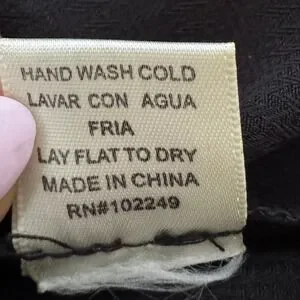 HAND WASH COLD
LAVAR CON AGUA
FRIA
LAY FLAT TO DRY
MADE IN CHINA
RN#102249